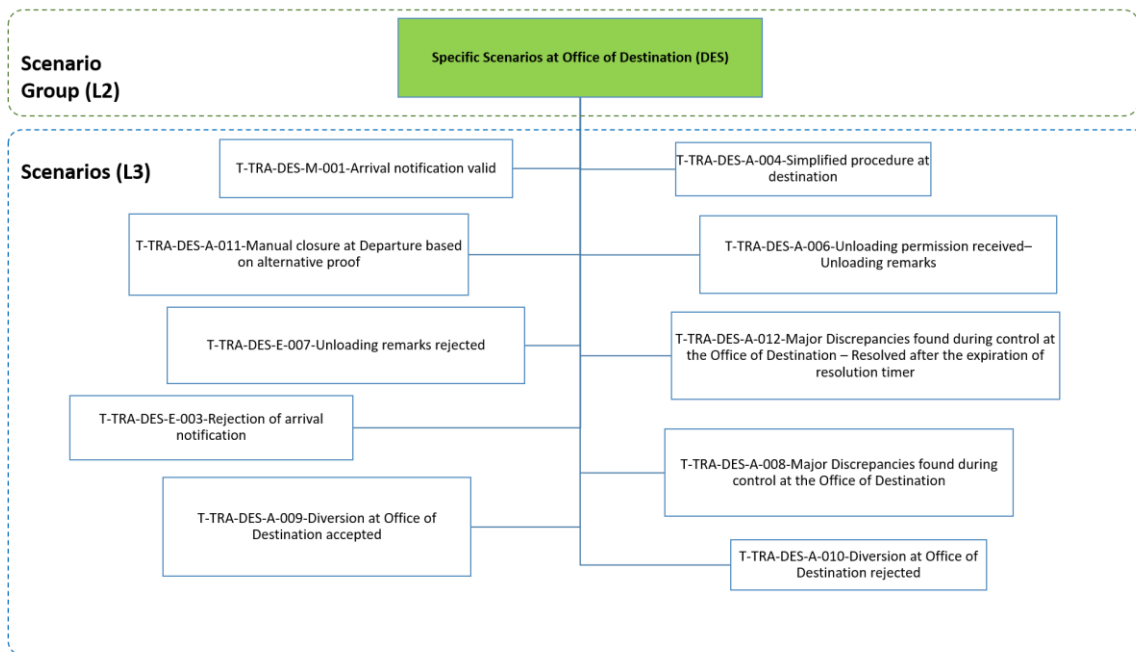 Specific Scenarios at Office of Destination (DES)
Scenario
Group (L2)
Scenarios (L3)
T-TRA-DES-M-001-Arrival notification valid
T-TRA-DES-A-004-Simplified procedure at
destination
T-TRA-DES-A-011-Manual closure at Departure based
on alternative proof
T-TRA-DES-A-006-Unloading permission received–
Unloading remarks
T-TRA-DES-E-007-Unloading remarks rejected
T-TRA-DES-A-012-Major Discrepancies found during control at
the Office of Destination – Resolved after the expiration of
resolution timer
T-TRA-DES-E-003-Rejection of arrival
notification
T-TRA-DES-A-008-Major Discrepancies found during
control at the Office of Destination
T-TRA-DES-A-009-Diversion at Office of
Destination accepted
T-TRA-DES-A-010-Diversion at Office of
Destination rejected